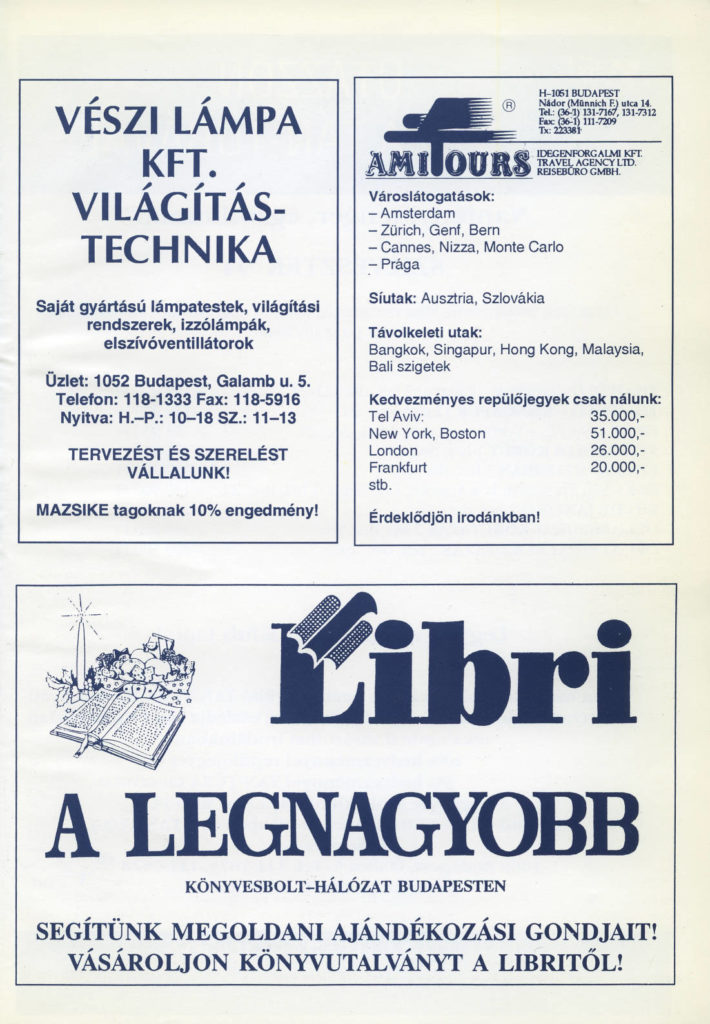 VÉSZI LÁMPA
KFT.
VILÁGÍTÁS-
TECHNIKA
Saját gyártású lámpatestek, világítási
rendszerek, izzólámpák,
elszívóventillátorok
Üzlet: 1052 Budapest, Galamb u. 5.
Telefon: 118-1333 Fax: 118-5916
Nyitva: H.–P.: 10–18 SZ.: 11–13
TERVEZÉST ÉS SZERELÉST
VÁLLALUNK!
MAZSIKE tagoknak 10% engedmény!
®
H–1051 BUDAPEST
Nádor (Münnich F.) utca 14.
Tel.: (36-1) 131-7167, 131-7312
Fax: (36-1) 111-7209
Tx: 223381
AMITOURS
IDEGENFORGALMI KFT.
TRAVEL AGENCY LTD.
REISEBÜRO GMBH.
Városlátogatások:
– Amsterdam
– Zürich, Genf, Bern
– Cannes, Nizza, Monte Carlo
– Prága
Síutak: Ausztria, Szlovákia
Távolkeleti utak:
Bangkok, Singapur, Hong Kong, Malaysia,
Bali szigetek
Kedvezményes repülőjegyek csak nálunk:
Tel Aviv: 35.000,-
New York, Boston 51.000,-
London 26.000,-
Frankfurt 20.000,-
stb.
Érdeklődjön irodánkban!
Libri
A LEGNAGYOBB
KÖNYVESBOLT–HÁLÓZAT BUDAPESTEN
SEGÍTÜNK MEGOLDANI AJÁNDÉKOZÁSI GONDJAIT!
VÁSÁROLJON KÖNYVUTALVÁNYT A LIBRITŐL!